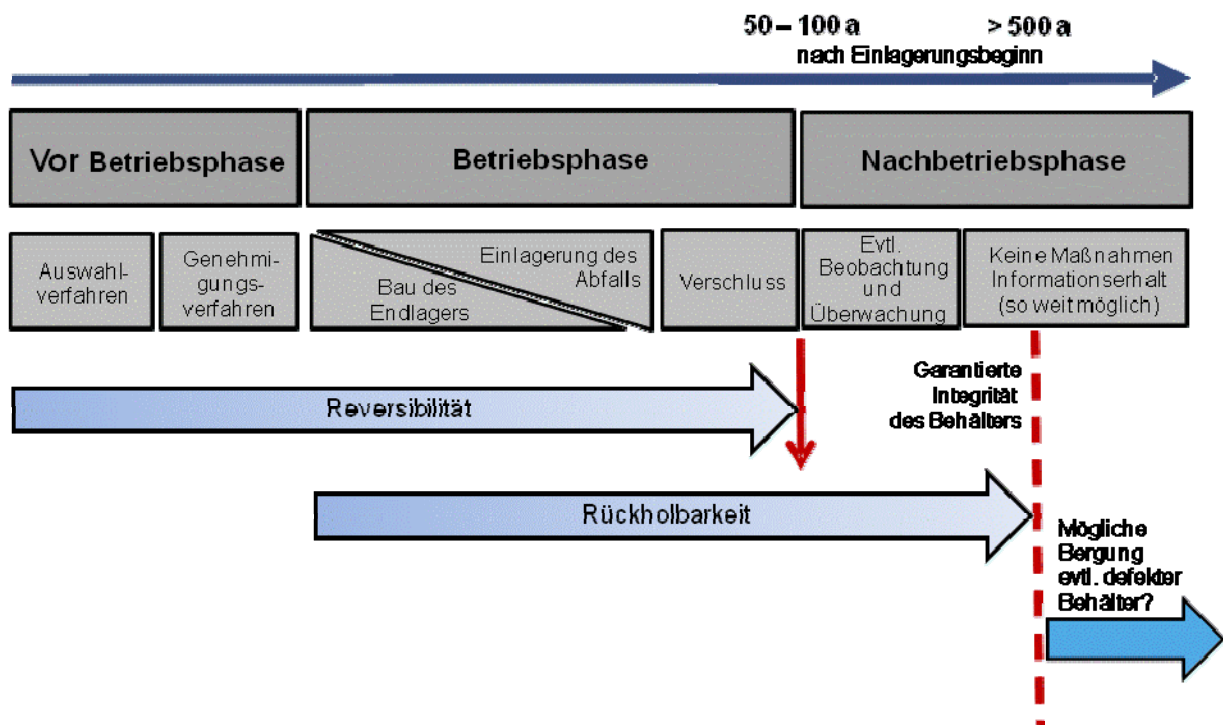 50 – 100 a
> 500 a
nach Einlagerungsbeginn
Vor Betriebsphase
Betriebsphase
Nachbetriebsphase
Auswahl-
verfahren
Genehmi-
gungs-
verfahren
Bau des
Endlagers
Einlagerung des
Abfalls
Verschluss
Evtl.
Beobachtung
und
Überwachung
Keine Maßnahmen
Informationserhalt
(so weit möglich)
Reversibilität
Garantierte
Integrität
des Behälters
Rückholbarkeit
Mögliche
Bergung
evtl. defekter
Behälter?